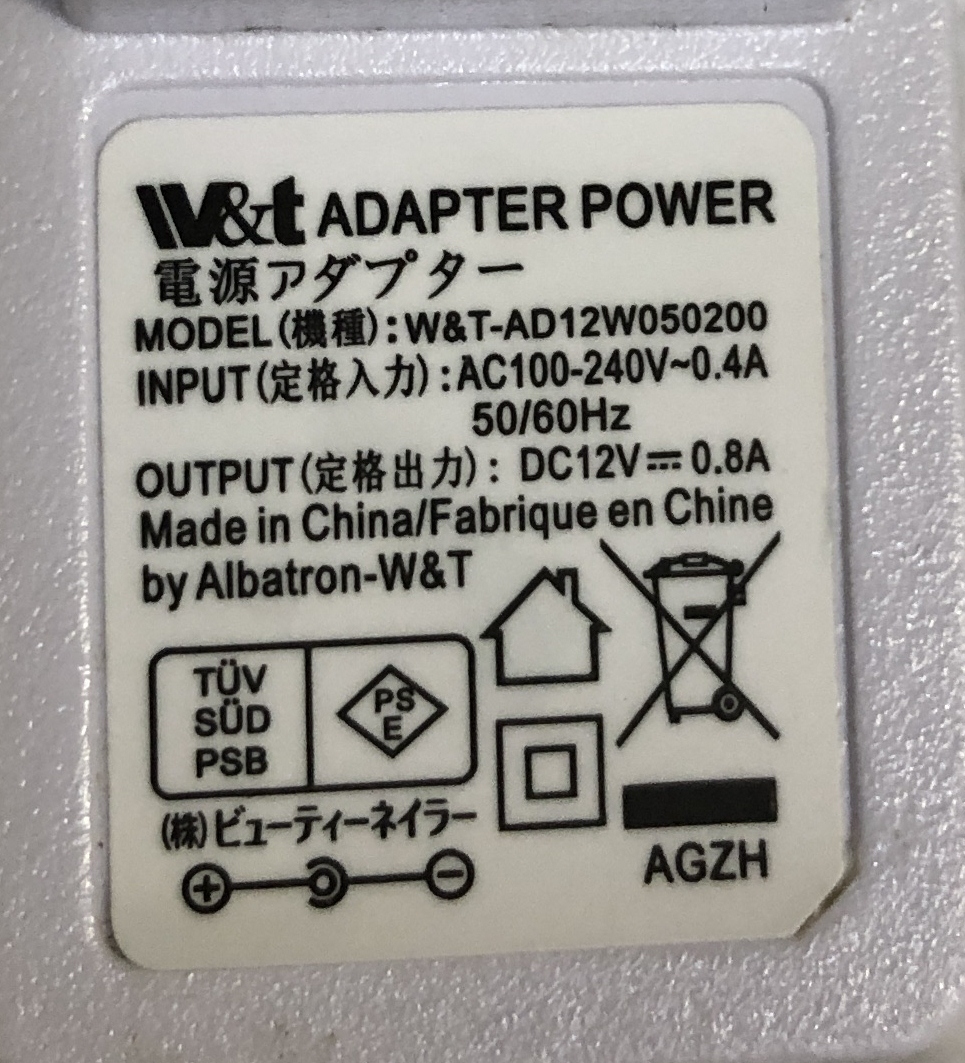 W&t ADAPTER POWER
電源アダプター
MODEL(機種):W&T-AD12W050200
INPUT(定格入力):AC100-240V~0.4A
50/60Hz
OUTPUT(定格出力): DC12V⎓0.8A
Made in China/Fabrique en Chine
by Albatron-W&T
TÜV
SÜD
PSB
PS
E
(株)ビューティーネイラー
AGZH